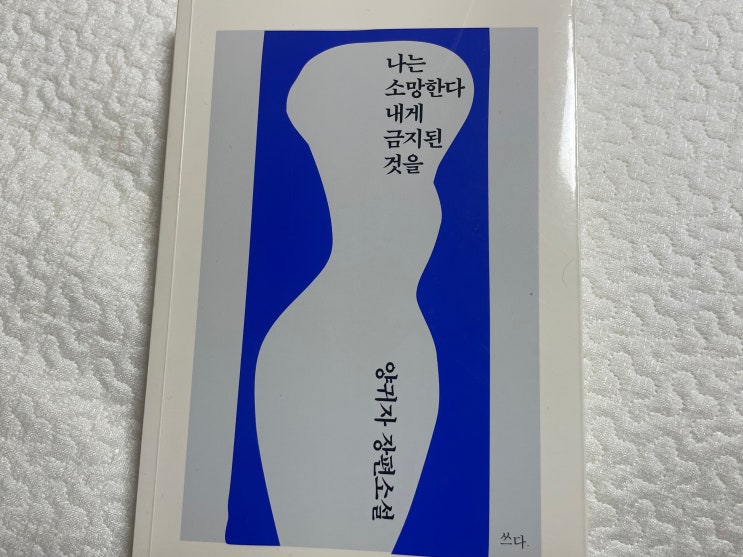 나는
소망한다
내게
금지된
것을
양귀자 장편소설
쓰다.